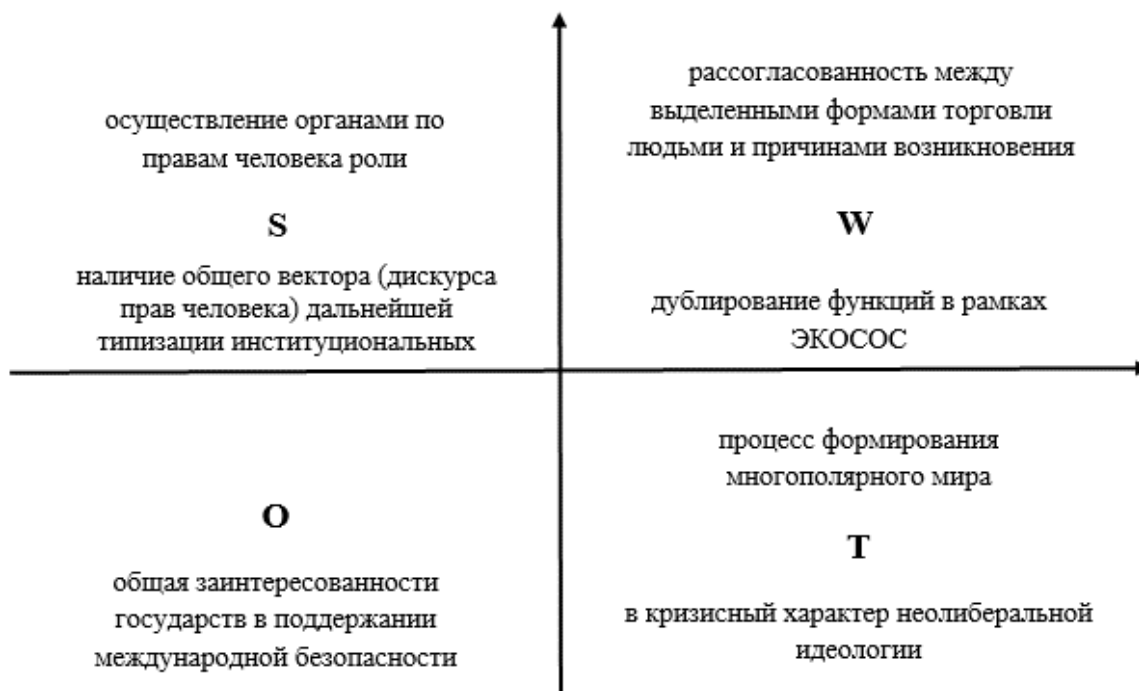 осуществление органами по
правам человека роли
S
наличие общего вектора (дискурса
прав человека) дальнейшей
типизации институциональных
рассогласованность между
выделенными формами торговли
людьми и причинами возникновения
W
дублирование функций в рамках
ЭКОСОС
O
общая заинтересованности
государств в поддержании
международной безопасности
процесс формирования
многополярного мира
T
в кризисный характер неолиберальной
идеологии